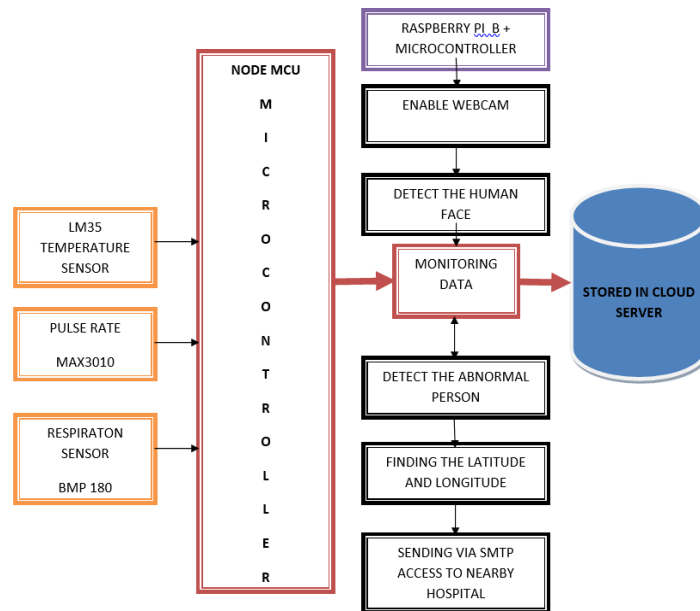 RASPBERRY PI B +
MICROCONTROLLER
NODE MCU
M
I
C
R
O
C
O
N
T
R
O
L
L
E
R
ENABLE WEBCAM
DETECT THE HUMAN
FACE
LM35
TEMPERATURE
SENSOR
MONITORING
DATA
STORED IN CLOUD
SERVER
PULSE RATE
MAX3010
DETECT THE ABNORMAL
PERSON
RESPIRATON
SENSOR
BMP 180
FINDING THE LATITUDE
AND LONGITUDE
SENDING VIA SMTP
ACCESS TO NEARBY
HOSPITAL